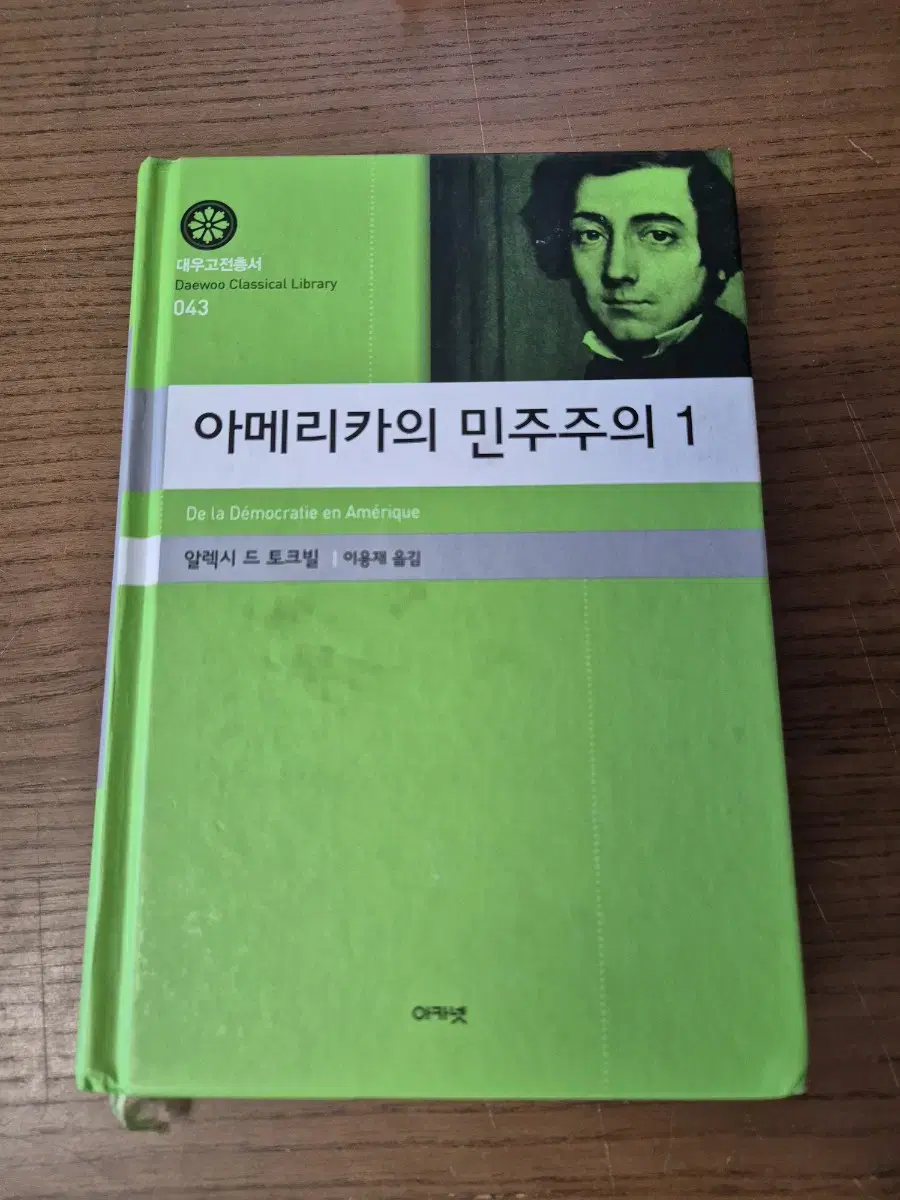 대우고전총서
Daewoo Classical Library
043
아메리카의 민주주의 1
De la Démocratie en Amérique
알렉시 드 토크빌 | 이용재 옮김
아카넷